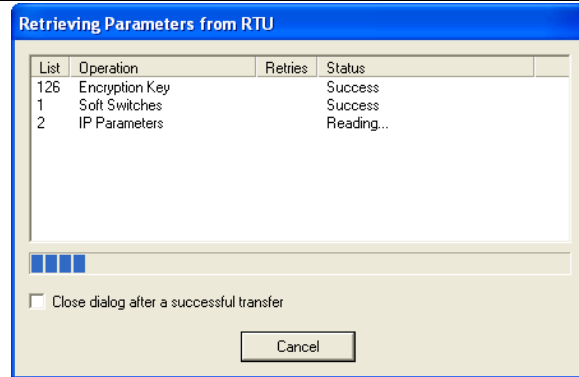 Retrieving Parameters from RTU
List Operation Retries Status
126 Encryption Key Success
1 Soft Switches Success
2 IP Parameters Reading...
Close dialog after a successful transfer
Cancel